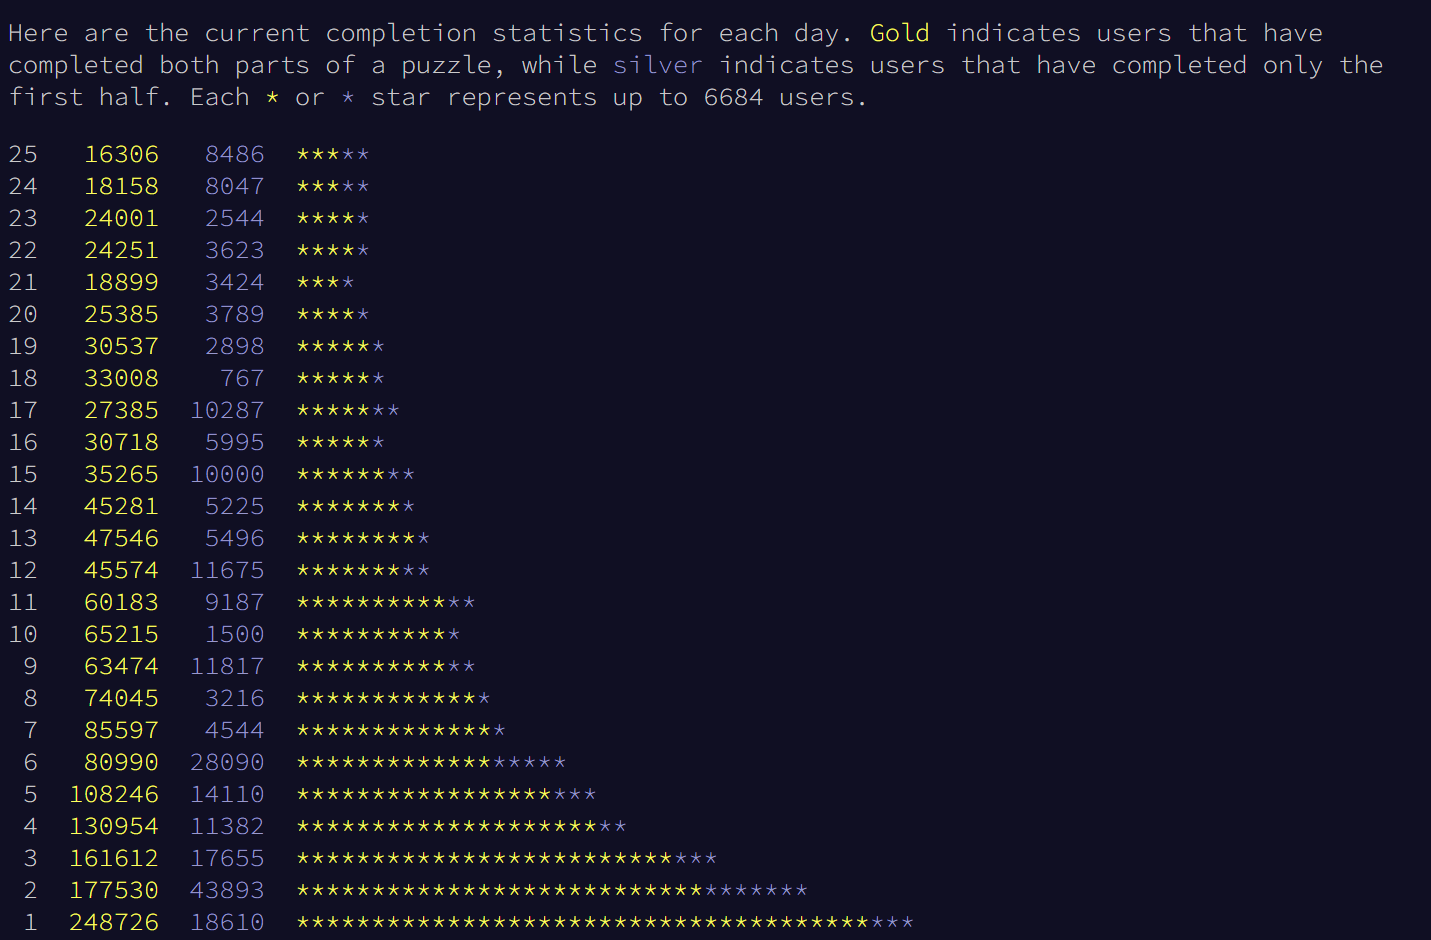 Here are the current completion statistics for each day. Gold indicates users that have
completed both parts of a puzzle, while silver indicates users that have completed only the
first half. Each * or * star represents up to 6684 users.
25 16306 8486 *****
24 18158 8047 *****
23 24001 2544 *****
22 24251 3623 *****
21 18899 3424 ****
20 25385 3789 *****
19 30537 2898 ******
18 33008 767 ******
17 27385 10287 *******
16 30718 5995 ******
15 35265 10000 ********
14 45281 5225 ********
13 47546 5496 *********
12 45574 11675 *********
11 60183 9187 ************
10 65215 1500 ***********
9 63474 11817 ************
8 74045 3216 *************
7 85597 4544 **************
6 80990 28090 ******************
5 108246 14110 ********************
4 130954 11382 **********************
3 161612 17655 ****************************
2 177530 43893 **********************************
1 248726 18610 *****************************************